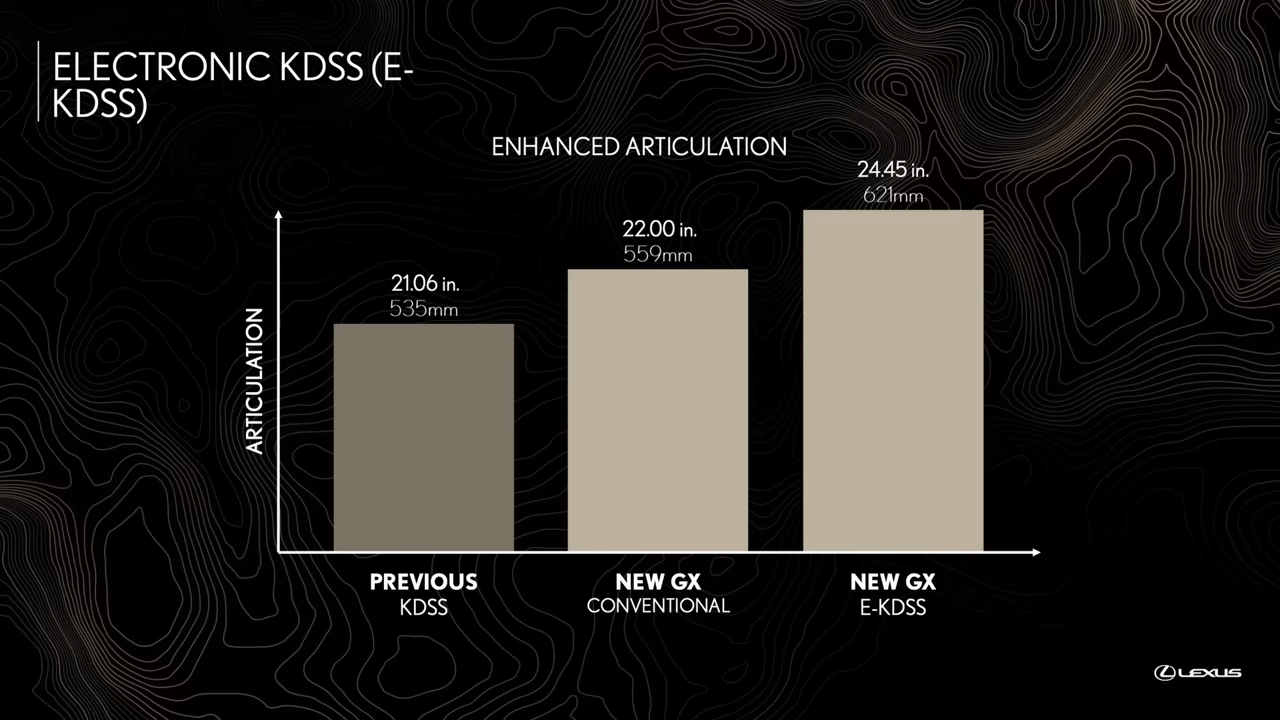 ELECTRONIC KDSS (E-
KDSS)
ENHANCED ARTICULATION
24.45 in.
621mm
22.00 in.
559mm
21.06 in.
535mm
ARTICULATION
PREVIOUS
KDSS
NEW GX
CONVENTIONAL
NEW GX
E-KDSS
LEXUS